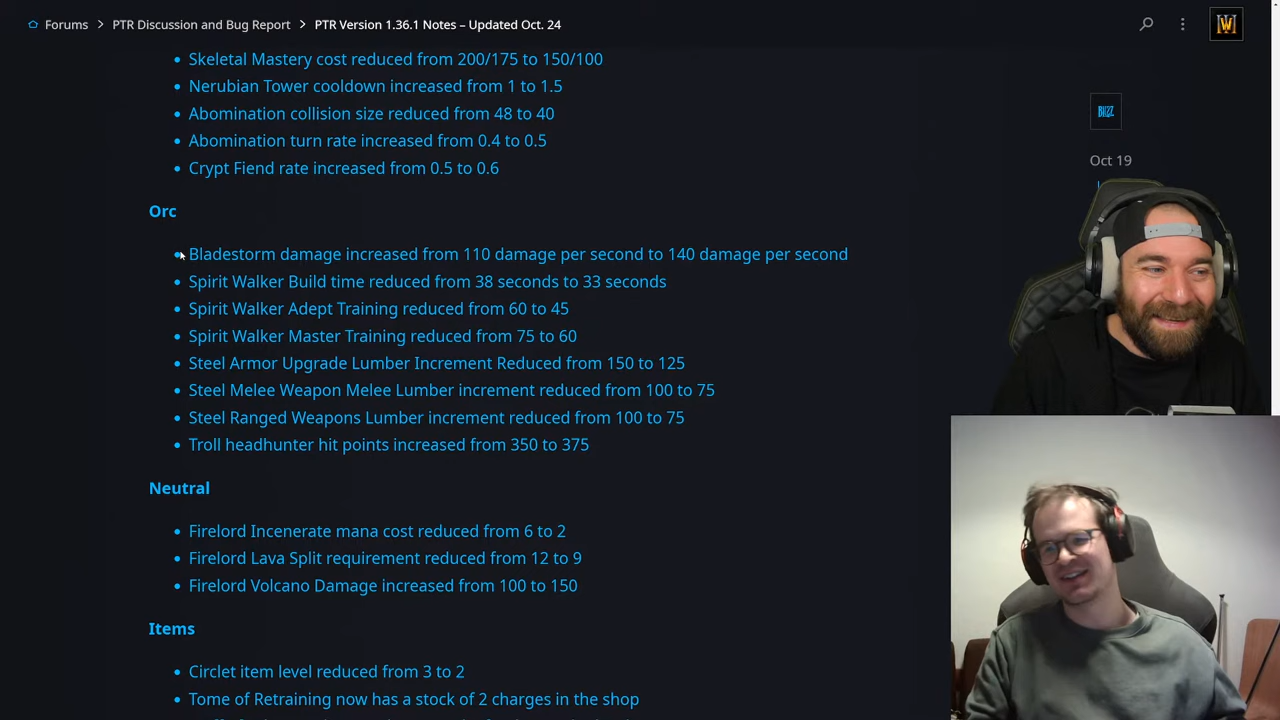 Forums > PTR Discussion and Bug Report > PTR Version 1.36.1 Notes – Updated Oct. 24
Skeletal Mastery cost reduced from 200/175 to 150/100
Nerubian Tower cooldown increased from 1 to 1.5
Abomination collision size reduced from 48 to 40
Abomination turn rate increased from 0.4 to 0.5
Crypt Fiend rate increased from 0.5 to 0.6
BLIZZ
Oct 19
Orc
Bladestorm damage increased from 110 damage per second to 140 damage per second
Spirit Walker Build time reduced from 38 seconds to 33 seconds
Spirit Walker Adept Training reduced from 60 to 45
Spirit Walker Master Training reduced from 75 to 60
Steel Armor Upgrade Lumber Increment Reduced from 150 to 125
Steel Melee Weapon Melee Lumber increment reduced from 100 to 75
Steel Ranged Weapons Lumber increment reduced from 100 to 75
Troll headhunter hit points increased from 350 to 375
Neutral
Firelord Incenerate mana cost reduced from 6 to 2
Firelord Lava Split requirement reduced from 12 to 9
Firelord Volcano Damage increased from 100 to 150
Items
Circlet item level reduced from 3 to 2
Tome of Retraining now has a stock of 2 charges in the shop